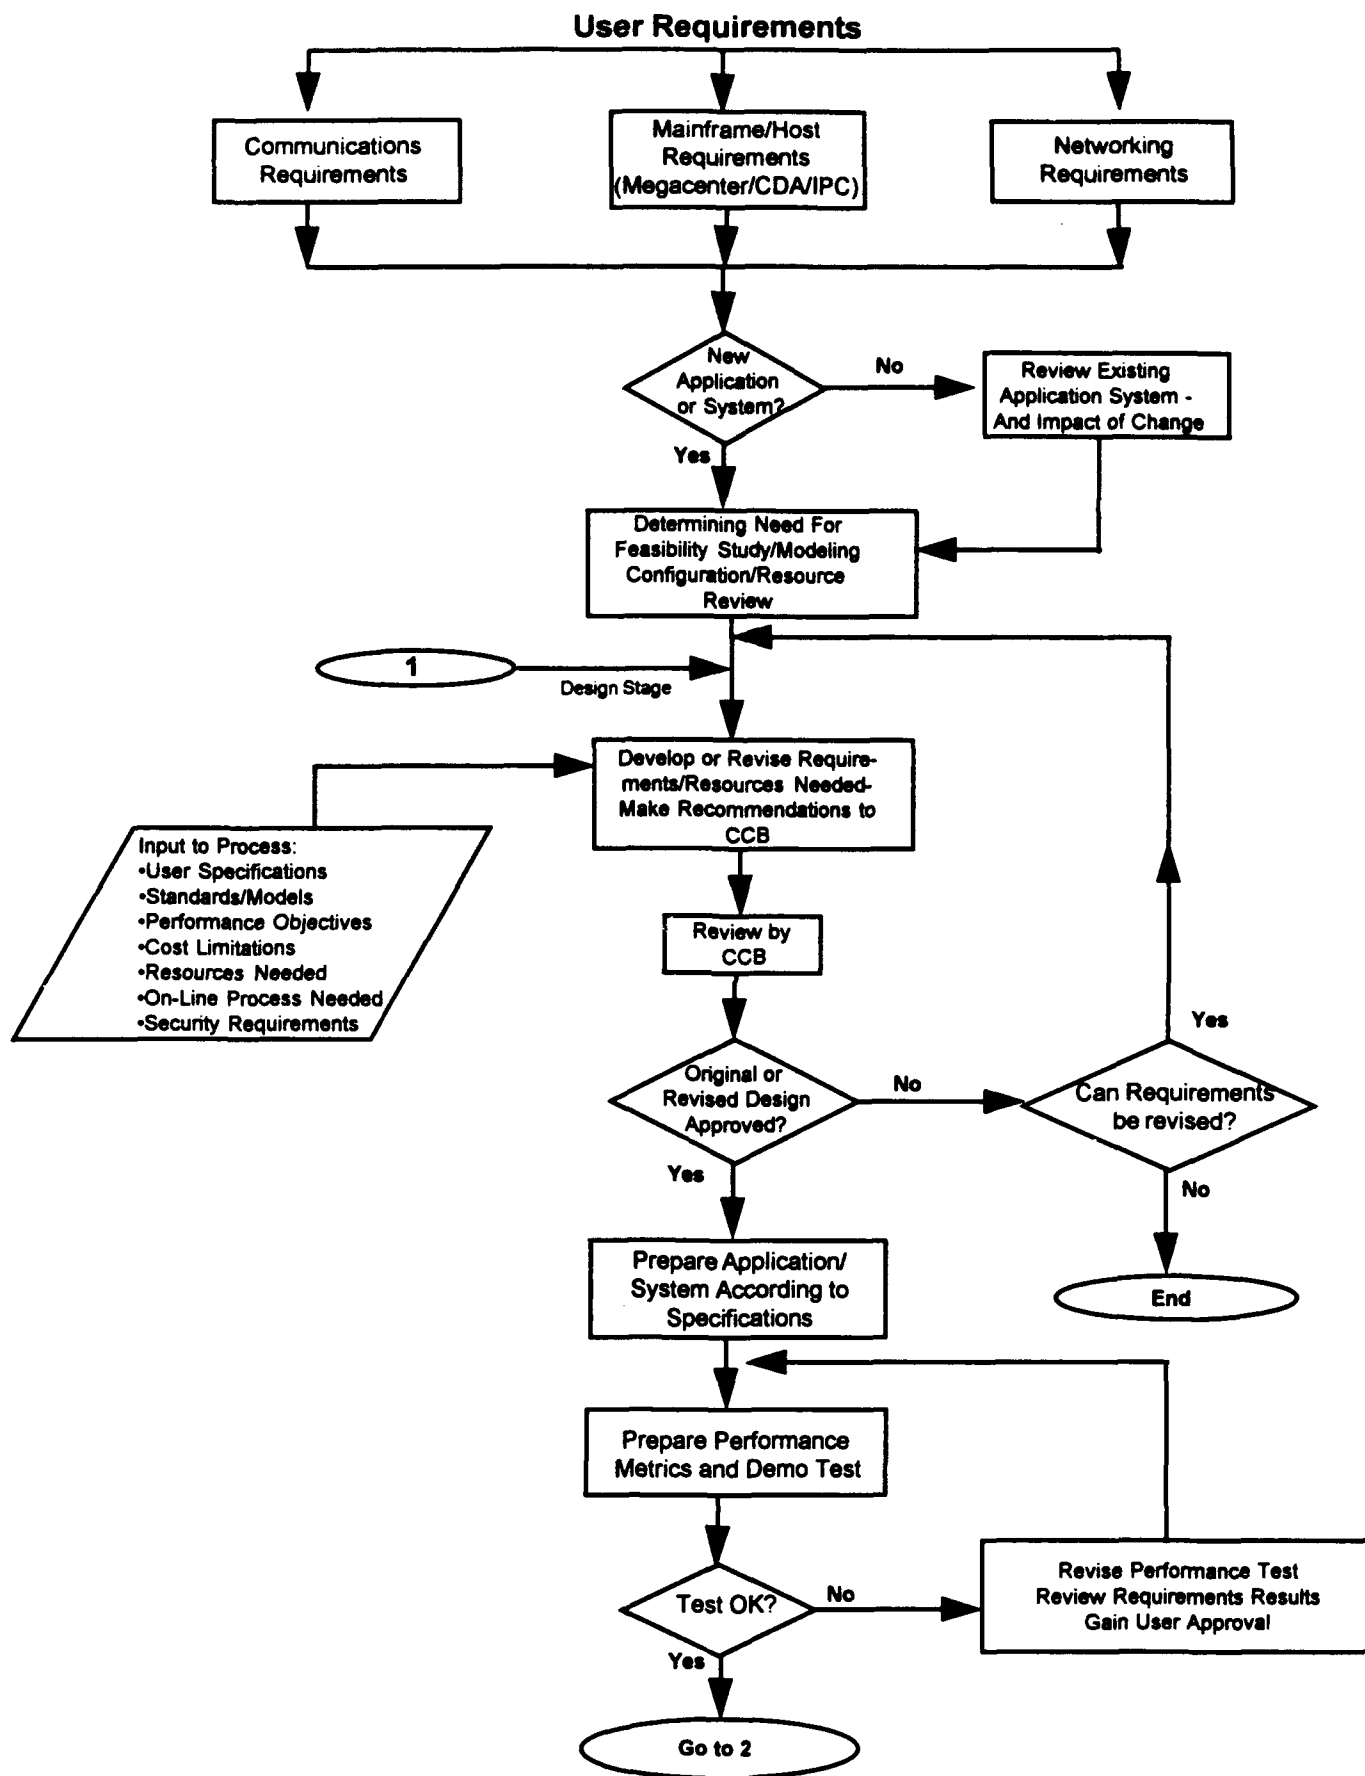 User Requirements
Communications
Requirements
Mainframe/Host
Requirements
(Megacenter/CDA/IPC)
Networking
Requirements
New
Application
or System?
No
Review Existing
Application System -
And Impact of Change
Yes
Determining Need For
Feasibility Study/Modeling
Configuration/Resource
Review
1
Design Stage
Develop or Revise Require-
ments/Resources Needed-
Make Recommendations to
CCB
Input to Process:
•User Specifications
•Standards/Models
•Performance Objectives
•Cost Limitations
•Resources Needed
•On-Line Process Needed
•Security Requirements
Review by
CCB
Original or
Revised Design
Approved?
No
Can Requirements
be revised?
Yes
Yes
No
Prepare Application/
System According to
Specifications
End
Prepare Performance
Metrics and Demo Test
Test OK?
No
Revise Performance Test
Review Requirements Results
Gain User Approval
Yes
Go to 2